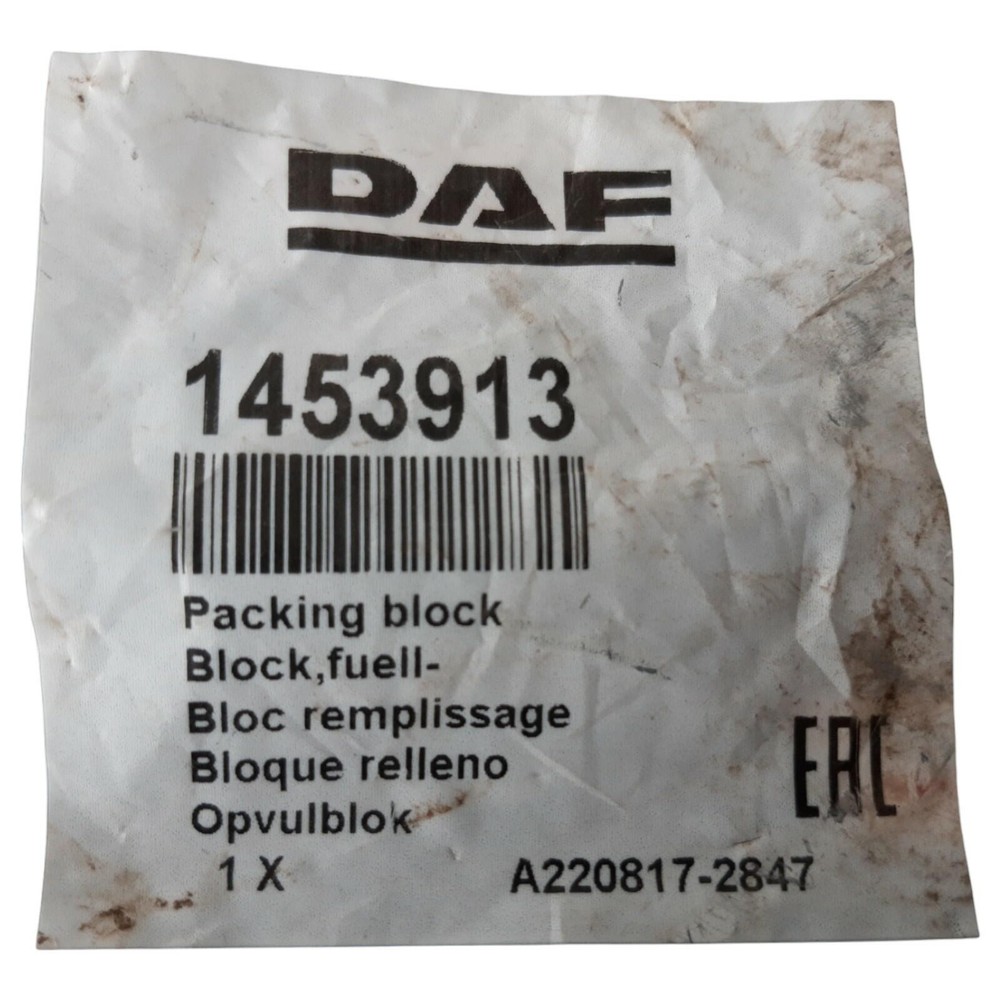 DAF
1453913
Packing block
Block,fuell-
Bloc remplissage
Bloque relleno
Opvulblok
EAC
1 X A220817-2847